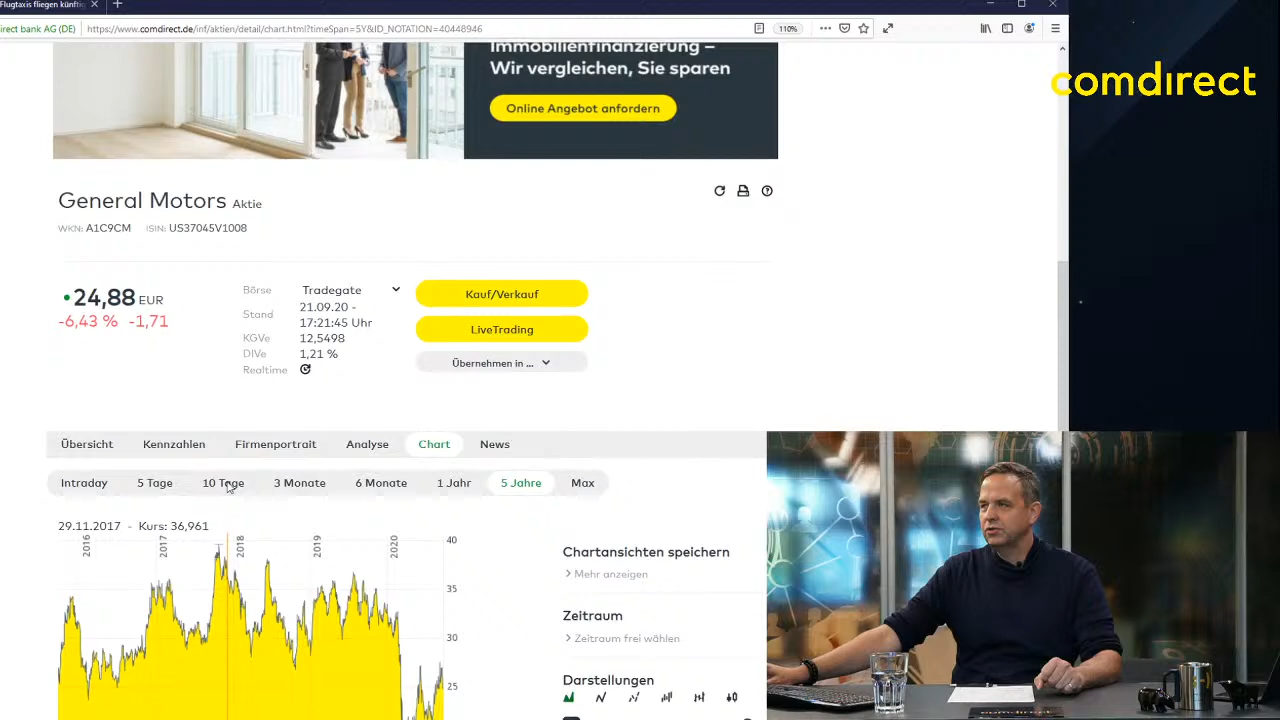 Flugtaxis fliegen künftig
direct bank AG (DE)
https://www.comdirect.de/inf/aktien/detail/chart.html?timeSpan=5Y&ID_NOTATION=40448946
110%
comdirect
Immobilienfinanzierung –
Wir vergleichen, Sie sparen
Online Angebot anfordern
General Motors Aktie
WKN: A1C9CM ISIN: US37045V1008
24,88 EUR
-6,43 % -1,71
Börse Tradegate
Stand 21.09.20 -
17:21:45 Uhr
KGVe 12,5498
DIVe 1,21 %
Realtime
Kauf/Verkauf
LiveTrading
Übernehmen in ...
Übersicht Kennzahlen Firmenportrait Analyse Chart News
Intraday 5 Tage 10 Tage 3 Monate 6 Monate 1 Jahr 5 Jahre Max
29.11.2017 - Kurs: 36,961
2016 2017 2018 2019 2020
40
35
30
25
Chartansichten speichern
Mehr anzeigen
Zeitraum
Zeitraum frei wählen
Darstellungen
comdirect